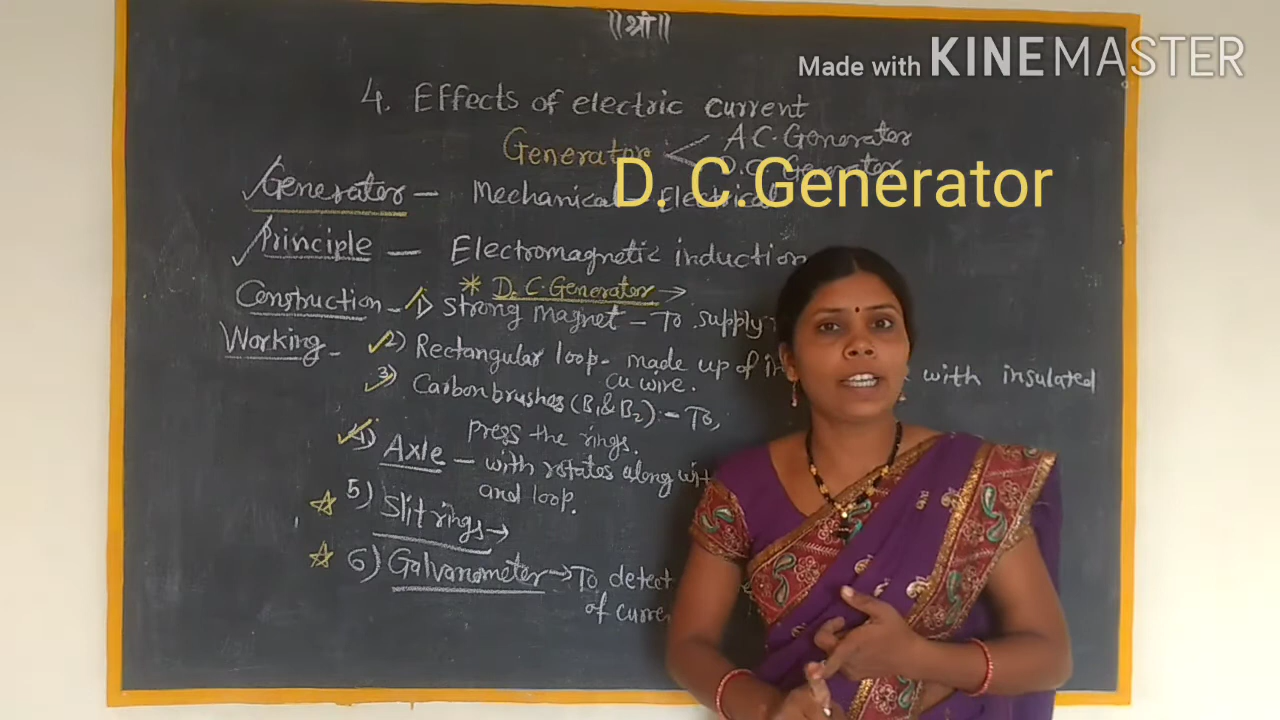 ॥श्री॥
Made with KINEMASTER
4. Effects of electric current
Generator < A C. Generator
D. C. Generator
D. C. Generator
Generator - Mechanical Electrical
Principle - Electromagnetic induction
* D. C. Generator →
Construction - 1) Strong magnet - To supply
Working - 2) Rectangular loop - made up of with insulated
Cu wire.
3) Carbon brushes (B1 & B2) - To,
press the rings.
4) Axle - with rotates along
and loop.
5) Slit rings →
6) Galvanometer → To detect
of